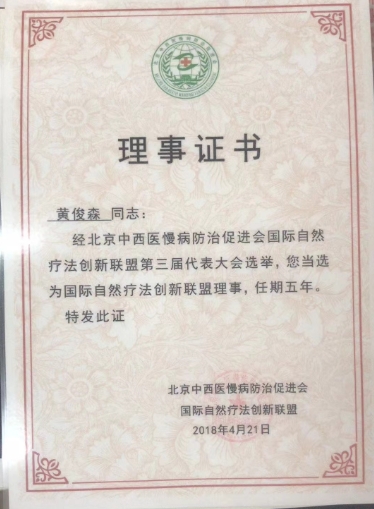 理事证书
黄俊森 同志：
经北京中西医慢病防治促进会国际自然
疗法创新联盟第三届代表大会选举，您当选
为国际自然疗法创新联盟理事，任期五年。
特发此证
北京中西医慢病防治促进会
国际自然疗法创新联盟
2018年4月21日